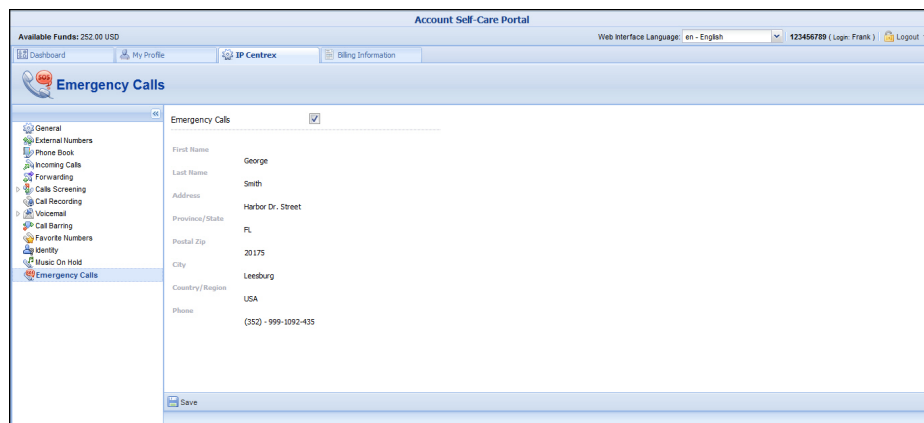 Account Self-Care Portal
Available Funds: 252.00 USD
Web Interface Language: en - English 123456789 ( Login: Frank ) Logout
Dashboard My Profile IP Centrex Billing Information
SOS Emergency Calls
General
External Numbers
Phone Book
Incoming Calls
Forwarding
Calls Screening
Call Recording
Voicemail
Call Barring
Favorite Numbers
Identity
Music On Hold
Emergency Calls
Emergency Calls
First Name
George
Last Name
Smith
Address
Harbor Dr. Street
Province/State
FL
Postal Zip
20175
City
Leesburg
Country/Region
USA
Phone
(352) - 999-1092-435
Save